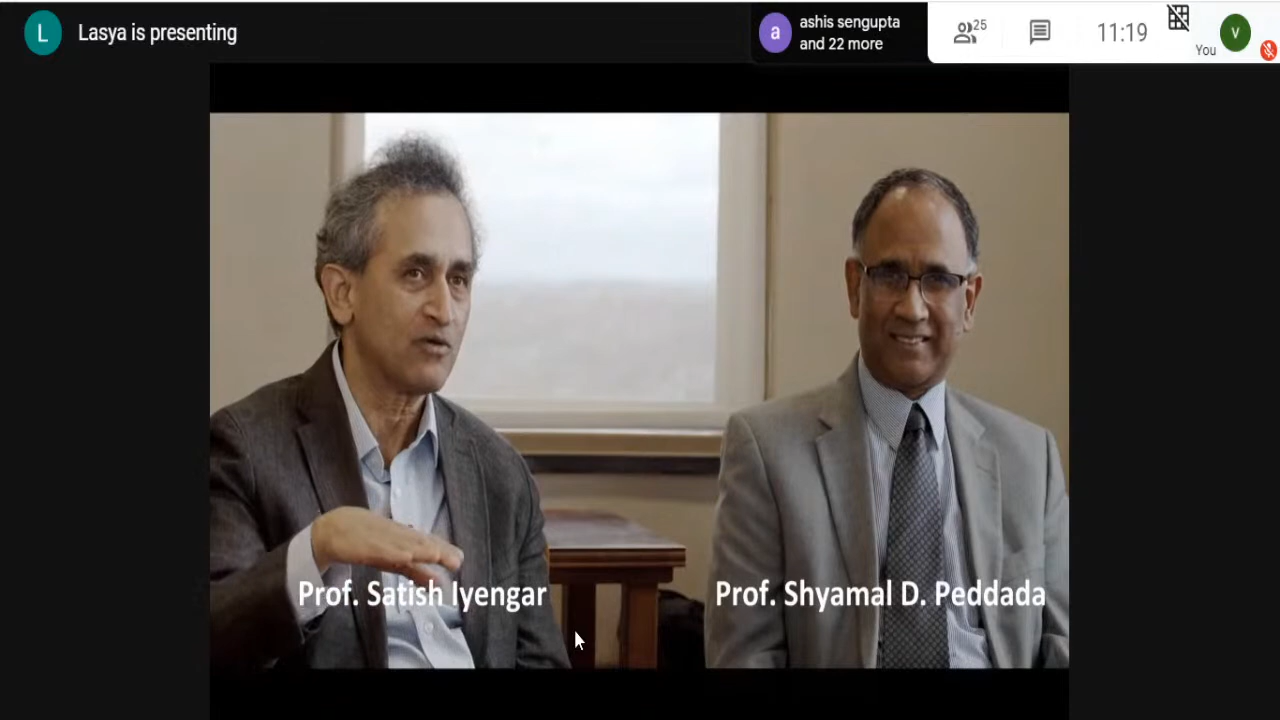 L
Lasya is presenting
a
ashis sengupta
and 22 more
25
11:19
You
V
Prof. Satish Iyengar
Prof. Shyamal D. Peddada